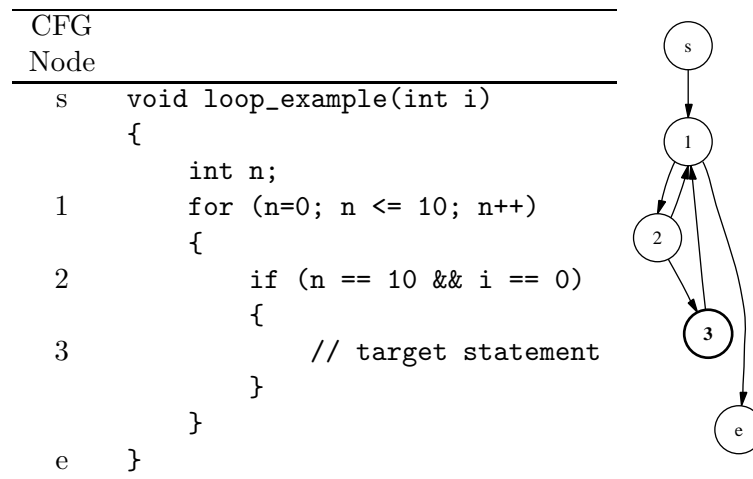 CFG
Node
s void loop_example(int i)
{
int n;
1 for (n=0; n <= 10; n++)
{
2 if (n == 10 && i == 0)
{
3 // target statement
}
}
e }
s
1
2
3
e